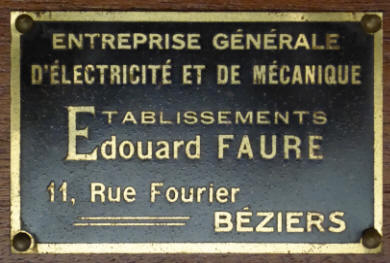 ENTREPRISE GÉNÉRALE
D'ÉLECTRICITÉ ET DE MÉCANIQUE
ETABLISSEMENTS
Edouard FAURE
11, Rue Fourier
BÉZIERS